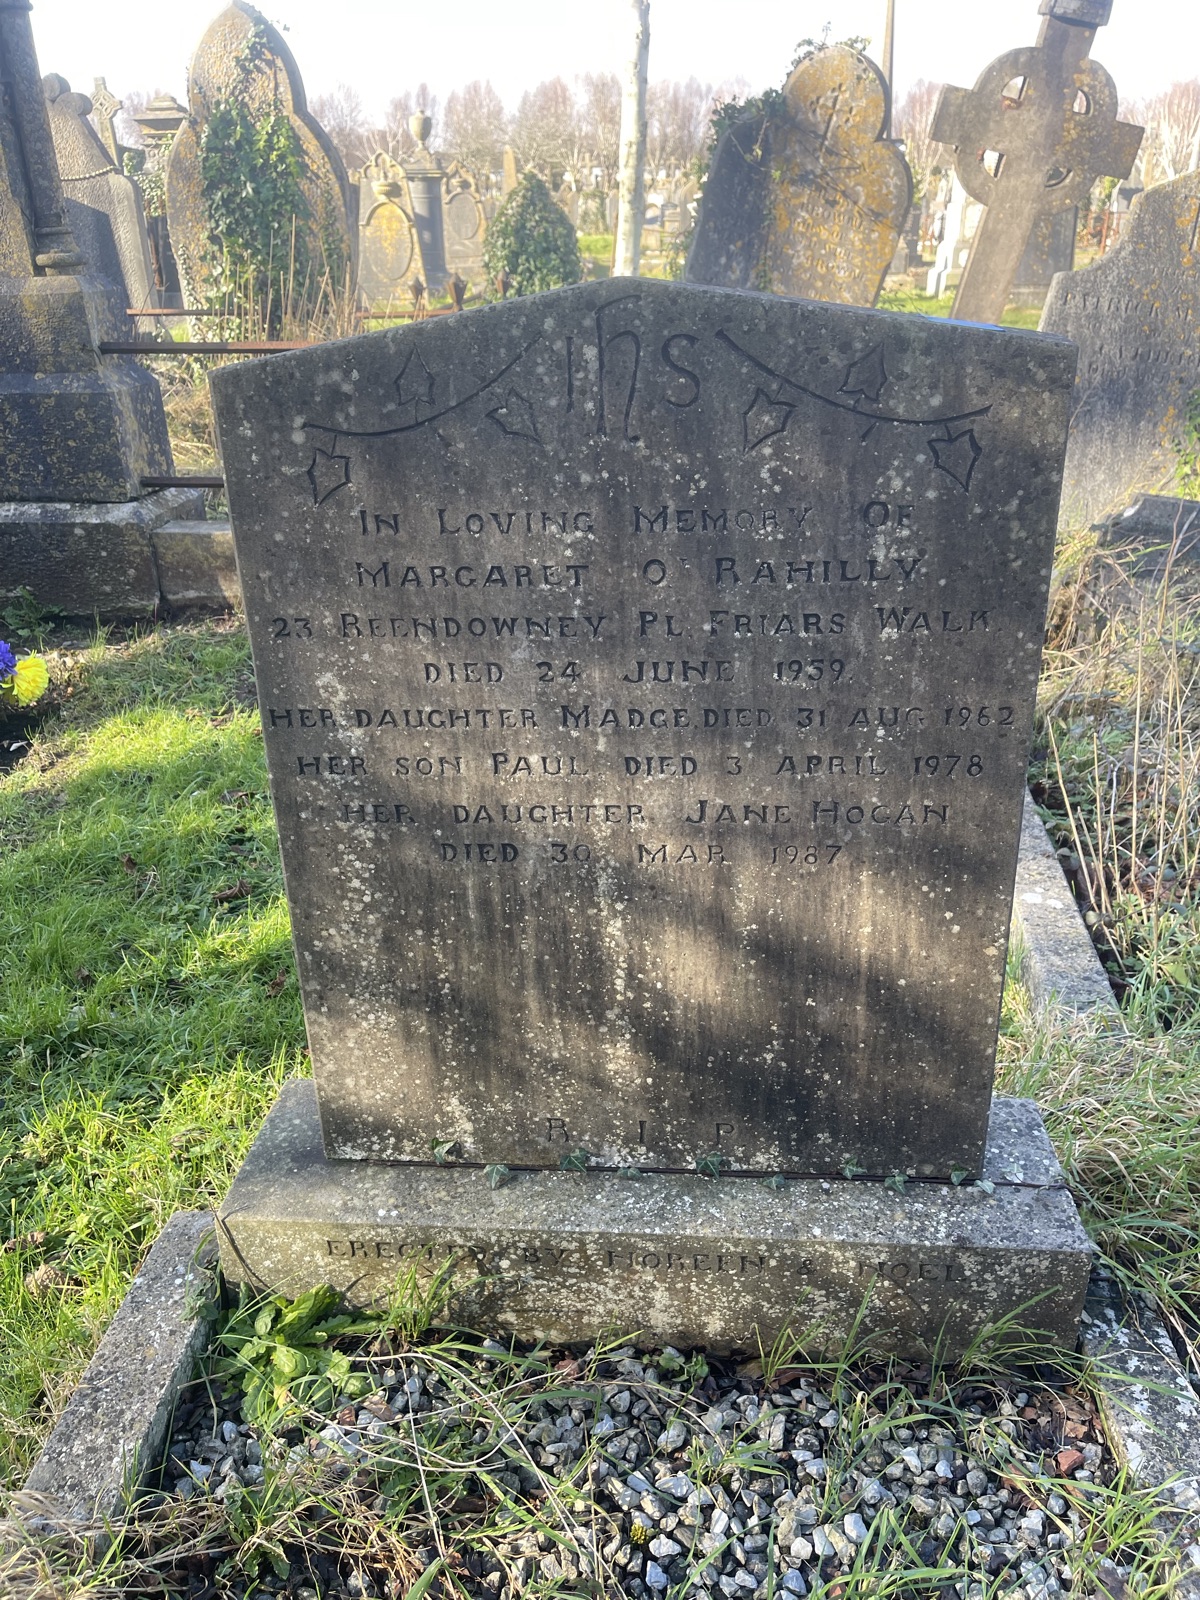 IHS
IN LOVING MEMORY OF
MARGARET O'RAHILLY
23 REENDOWNEY PL. FRIARS WALK.
DIED 24 JUNE 1959.
HER DAUGHTER MADGE. DIED 31 AUG 1962
HER SON PAUL DIED 3 APRIL 1978
HER DAUGHTER JANE HOGAN
DIED 30 MAR 1987
R I P
ERECTED BY NOREEN & NOEL